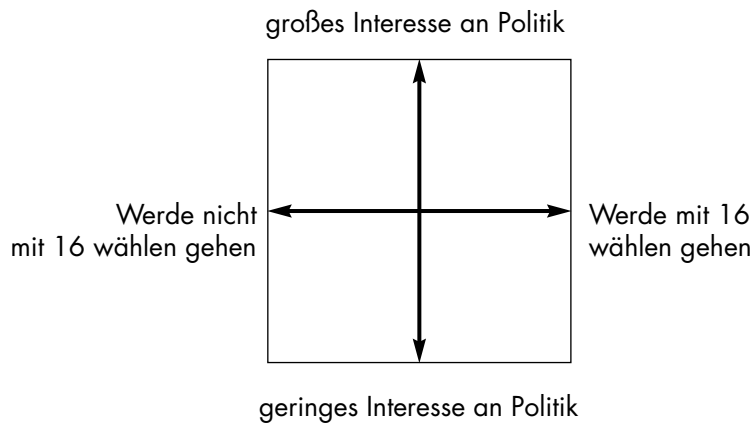 großes Interesse an Politik
Werde nicht
mit 16 wählen gehen
Werde mit 16
wählen gehen
geringes Interesse an Politik